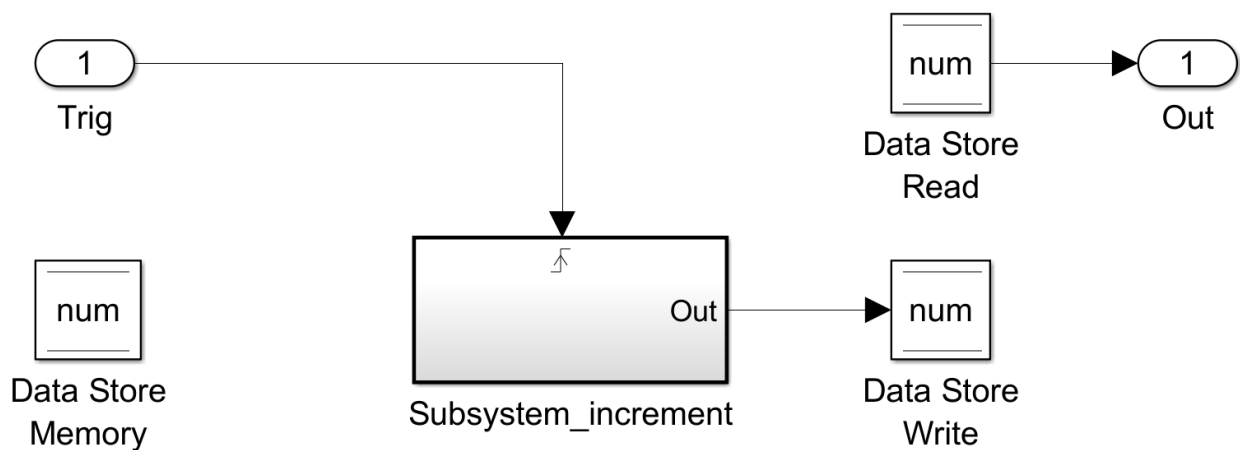 1
Trig
num
Data Store
Read
1
Out
num
Data Store
Memory
Out
Subsystem_increment
num
Data Store
Write